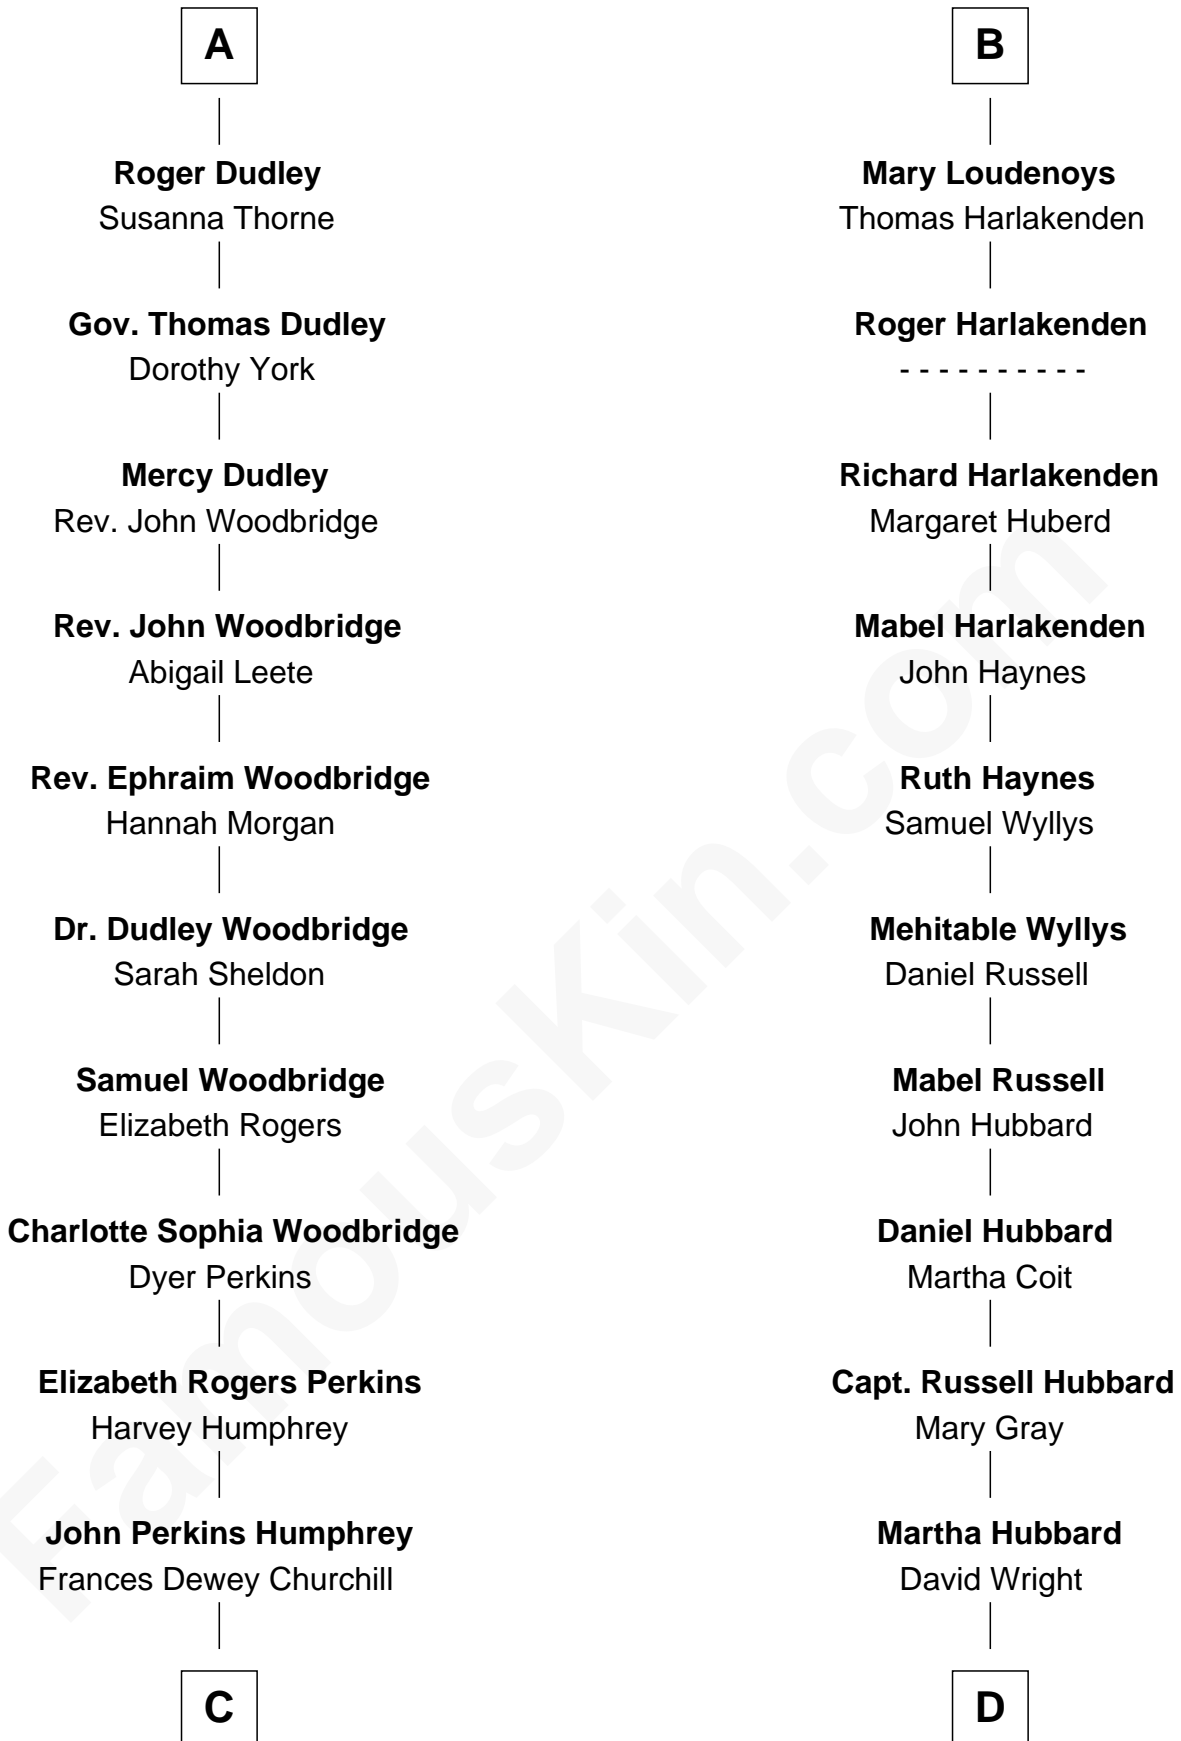 A
Roger Dudley
Susanna Thorne
Gov. Thomas Dudley
Dorothy York
Mercy Dudley
Rev. John Woodbridge
Rev. John Woodbridge
Abigail Leete
Rev. Ephraim Woodbridge
Hannah Morgan
Dr. Dudley Woodbridge
Sarah Sheldon
Samuel Woodbridge
Elizabeth Rogers
Charlotte Sophia Woodbridge
Dyer Perkins
Elizabeth Rogers Perkins
Harvey Humphrey
John Perkins Humphrey
Frances Dewey Churchill
C
B
Mary Loudenoys
Thomas Harlakenden
Roger Harlakenden
- - - - - - - - - -
Richard Harlakenden
Margaret Huberd
Mabel Harlakenden
John Haynes
Ruth Haynes
Samuel Wyllys
Mehitable Wyllys
Daniel Russell
Mabel Russell
John Hubbard
Daniel Hubbard
Martha Coit
Capt. Russell Hubbard
Mary Gray
Martha Hubbard
David Wright
D
FamousKin.com